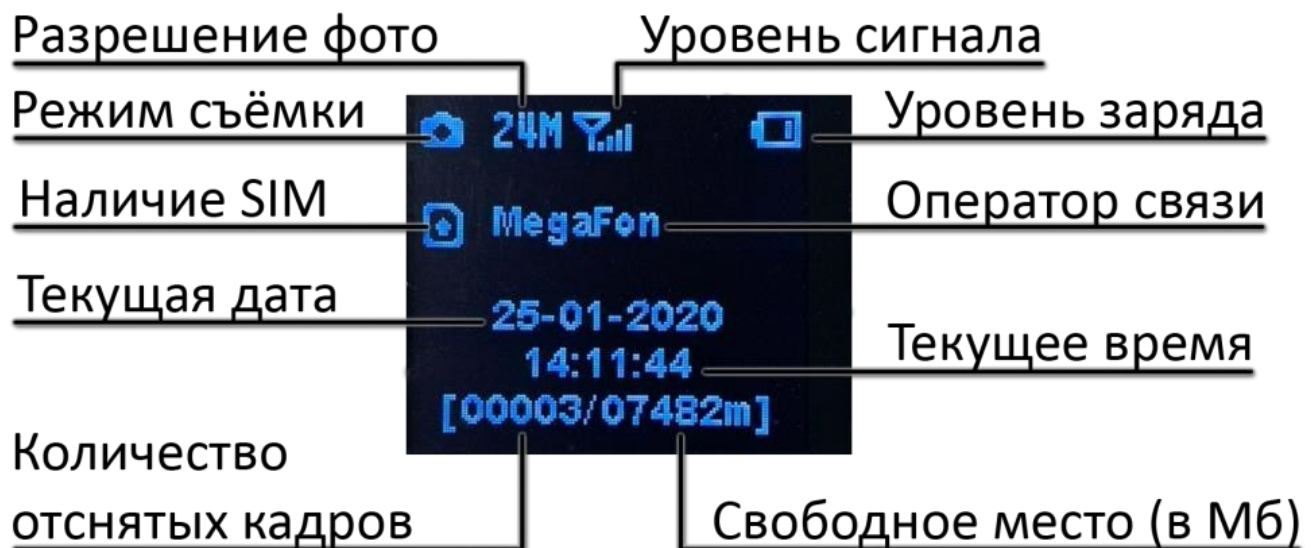 Разрешение фото
Уровень сигнала
Режим съёмки
24M
Уровень заряда
Наличие SIM
MegaFon
Оператор связи
Текущая дата
25-01-2020
14:11:44
Текущее время
[00003/07482m]
Количество
отснятых кадров
Свободное место (в Мб)